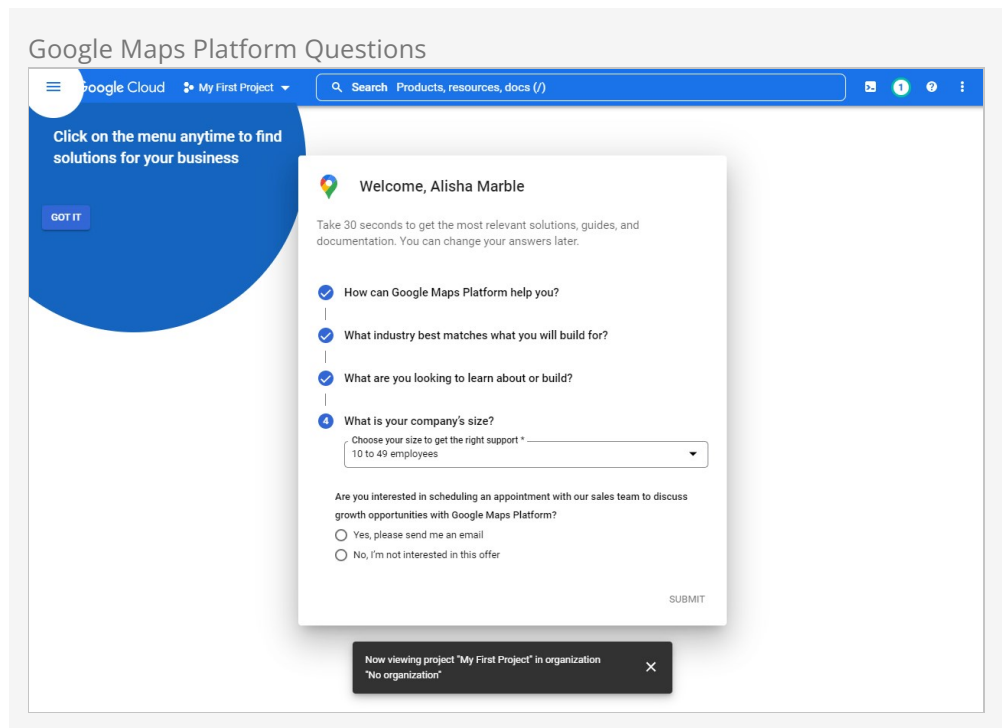 Google Maps Platform Questions
Google Cloud My First Project Search Products, resources, docs (/) 1
Click on the menu anytime to find
solutions for your business
GOT IT
Welcome, Alisha Marble
Take 30 seconds to get the most relevant solutions, guides, and
documentation. You can change your answers later.
How can Google Maps Platform help you?
What industry best matches what you will build for?
What are you looking to learn about or build?
4 What is your company's size?
Choose your size to get the right support *
10 to 49 employees
Are you interested in scheduling an appointment with our sales team to discuss
growth opportunities with Google Maps Platform?
Yes, please send me an email
No, I'm not interested in this offer
SUBMIT
Now viewing project "My First Project" in organization
"No organization"